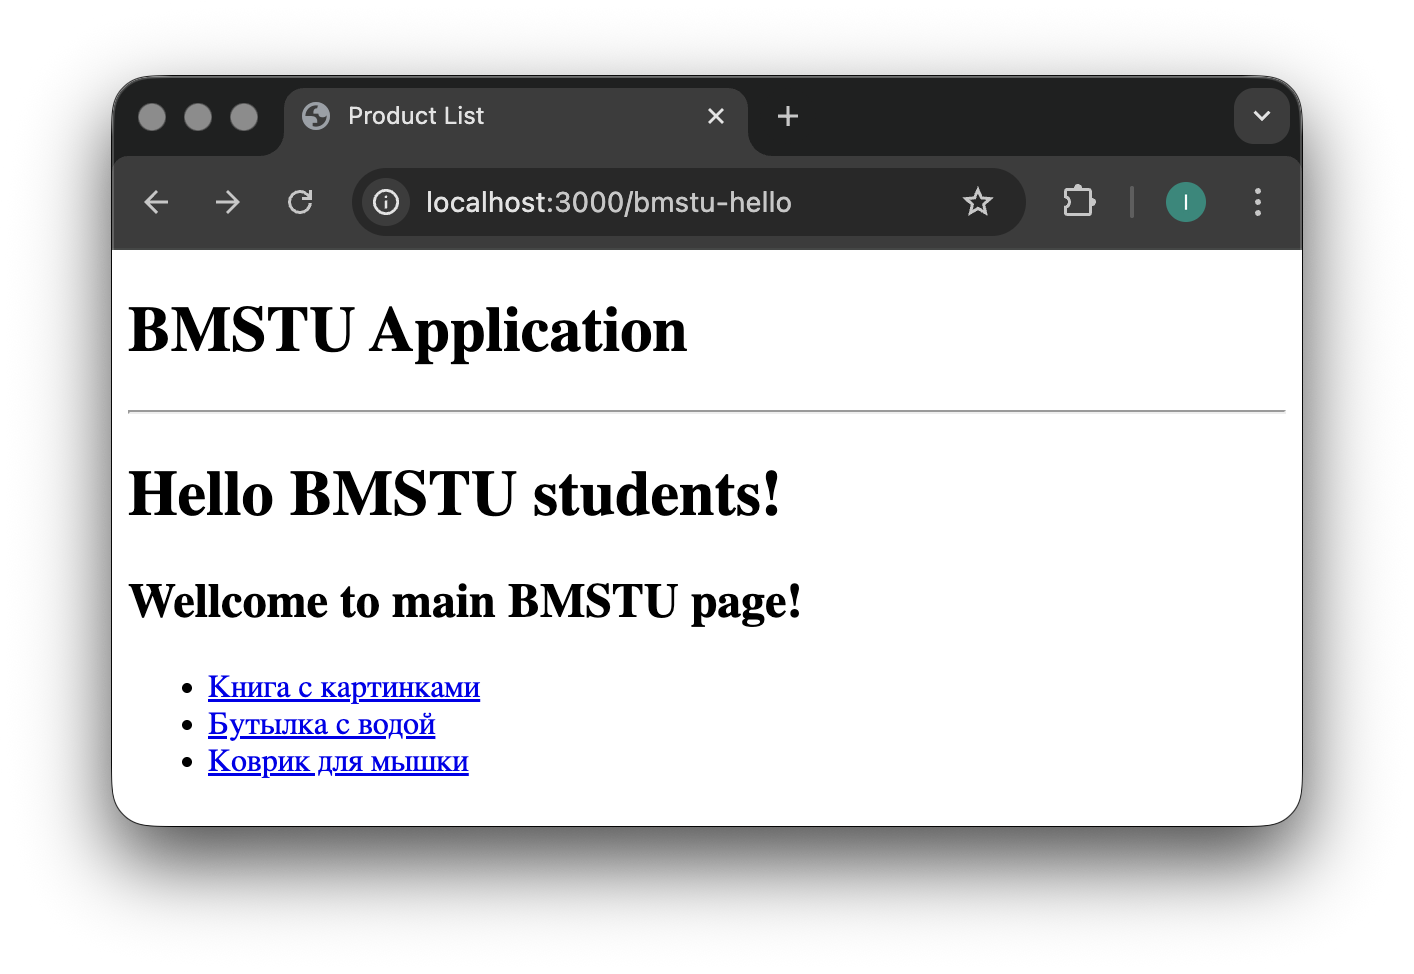 Product List
localhost:3000/bmstu-hello
I
BMSTU Application
Hello BMSTU students!
Wellcome to main BMSTU page!
Книга с картинками
Бутылка с водой
Коврик для мышки